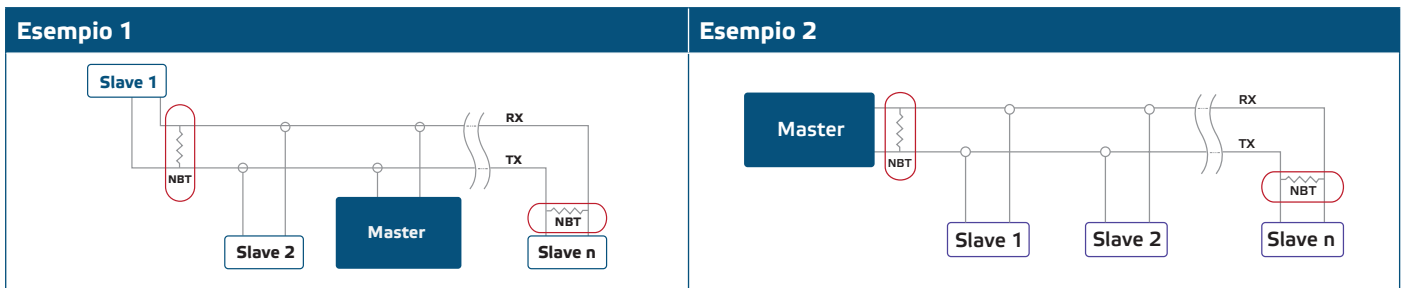 Esempio 1
Slave 1
RX
TX
NBT
NBT
Slave 2
Master
Slave n
Esempio 2
Master
RX
TX
NBT
NBT
Slave 1
Slave 2
Slave n